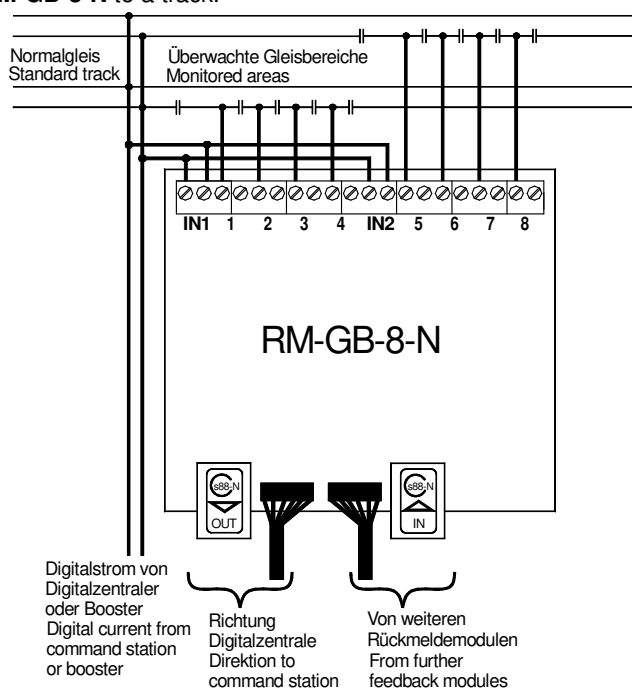 M-GB-8-N to a track.
Normalgleis
Standard track
Überwachte Gleisbereiche
Monitored areas
IN1 1 2 3 4 IN2 5 6 7 8
RM-GB-8-N
s88-N
OUT
s88-N
IN
Digitalstrom von
Digitalzentraler
oder Booster
Digital current from
command station
or booster
Richtung
Digitalzentrale
Direktion to
command station
Von weiteren
Rückmeldemodulen
From further
feedback modules